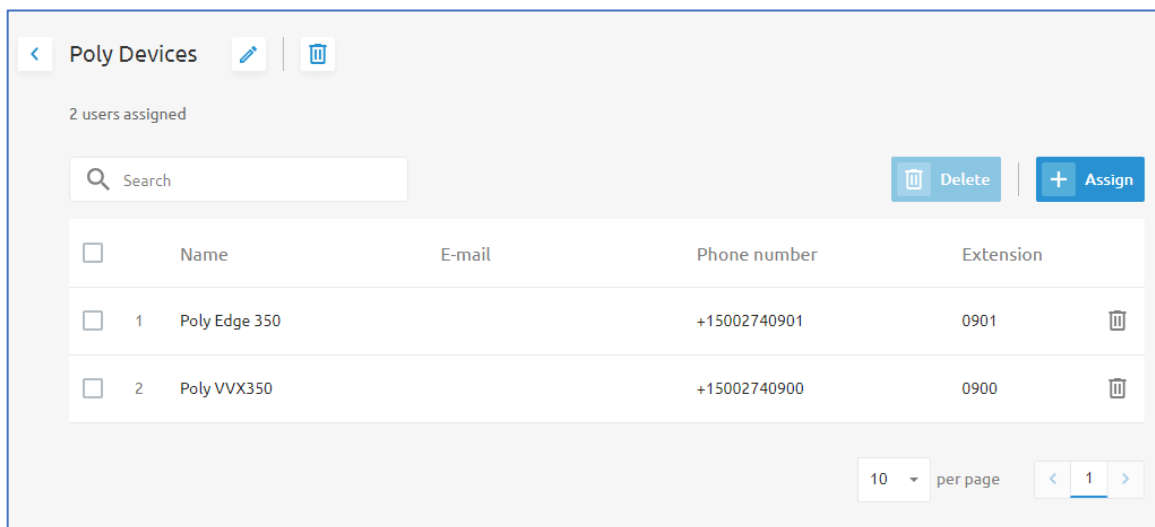 Poly Devices
2 users assigned
Search
Delete
Assign
Name E-mail Phone number Extension
1 Poly Edge 350 +15002740901 0901
2 Poly VVX350 +15002740900 0900
10 per page 1